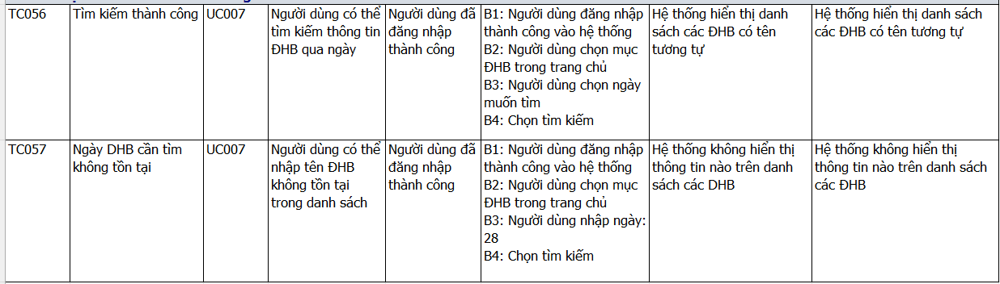 TC056
Tìm kiếm thành công
UC007
Người dùng có thể
tìm kiếm thông tin
ĐHB qua ngày
Người dùng đã
đăng nhập
thành công
B1: Người dùng đăng nhập
thành công vào hệ thống
B2: Người dùng chọn mục
ĐHB trong trang chủ
B3: Người dùng chọn ngày
muốn tìm
B4: Chọn tìm kiếm
Hệ thống hiển thị danh
sách các ĐHB có tên
tương tự
Hệ thống hiển thị danh sách
các ĐHB có tên tương tự
TC057
Ngày DHB cần tìm
không tồn tại
UC007
Người dùng có thể
nhập tên ĐHB
không tồn tại
trong danh sách
Người dùng đã
đăng nhập
thành công
B1: Người dùng đăng nhập
thành công vào hệ thống
B2: Người dùng chọn mục
ĐHB trong trang chủ
B3: Người dùng nhập ngày:
28
B4: Chọn tìm kiếm
Hệ thống không hiển thị
thông tin nào trên danh
sách các DHB
Hệ thống không hiển thị
thông tin nào trên danh sách
các ĐHB